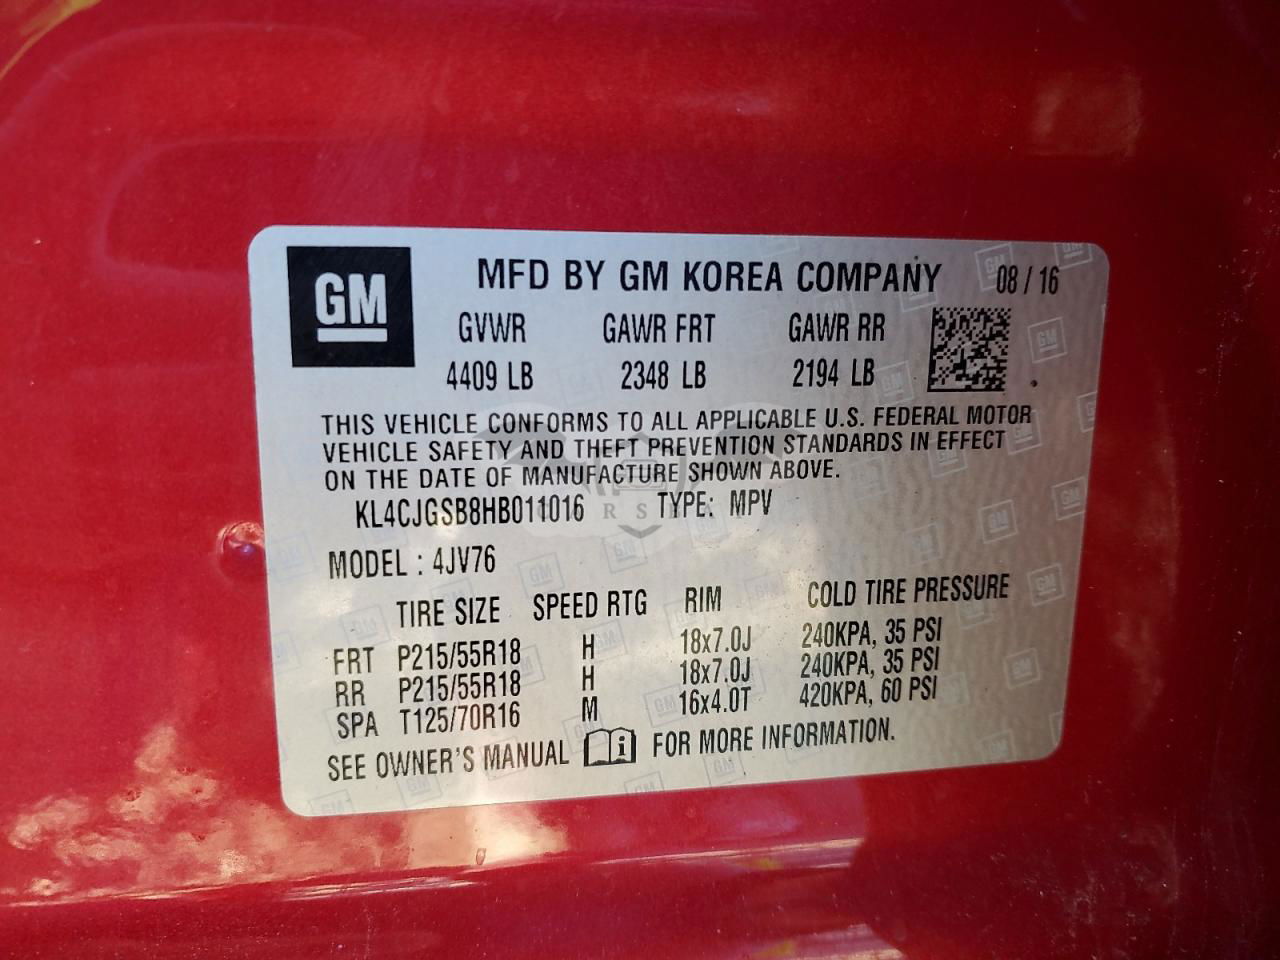 GM
MFD BY GM KOREA COMPANY 08 / 16
GVWR GAWR FRT GAWR RR
4409 LB 2348 LB 2194 LB
THIS VEHICLE CONFORMS TO ALL APPLICABLE U.S. FEDERAL MOTOR
VEHICLE SAFETY AND THEFT PREVENTION STANDARDS IN EFFECT
ON THE DATE OF MANUFACTURE SHOWN ABOVE.
KL4CJGSB8HB011016 TYPE: MPV
MODEL : 4JV76
TIRE SIZE SPEED RTG RIM COLD TIRE PRESSURE
FRT P215/55R18 H 18x7.0J 240KPA, 35 PSI
RR P215/55R18 H 18x7.0J 240KPA, 35 PSI
SPA T125/70R16 M 16x4.0T 420KPA, 60 PSI
SEE OWNER'S MANUAL i FOR MORE INFORMATION.